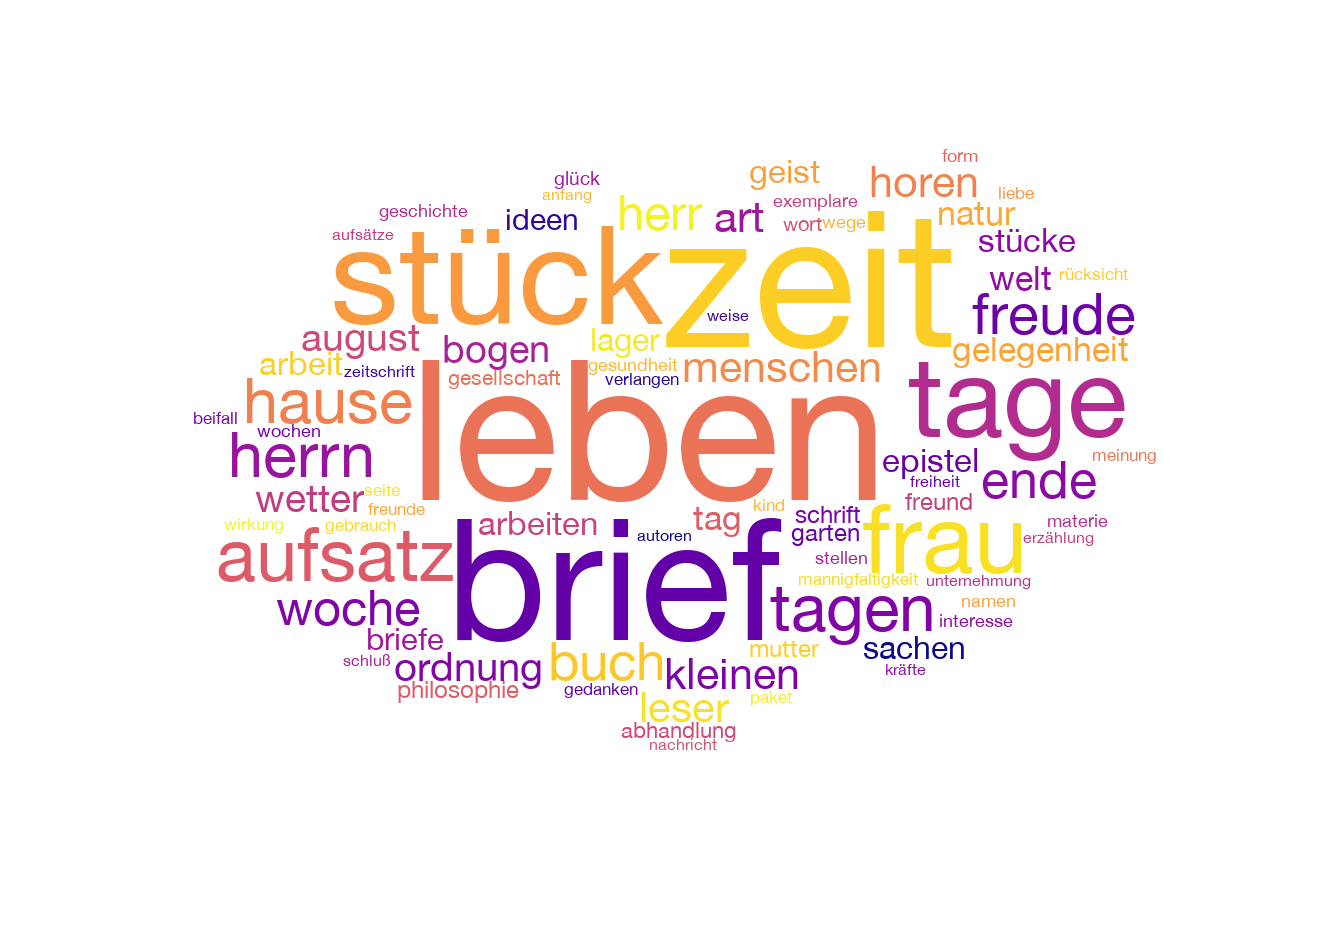 form
geist
horen
glück
anfang
liebe
geschichte
ideen
herr
art
exemplare
wort
wege
natur
aufsätze
stück
zeit
stücke
welt
rücksicht
weise
freude
august
bogen
lager
gelegenheit
arbeit
zeitschrift
gesellschaft
gesundheit
verlangen
menschen
hause
leben
tage
beifall
wochen
herrn
epistel
meinung
wetter
seite
freunde
freiheit
ende
freund
kind
wirkung
gebrauch
arbeiten
tag
schrift
garten
materie
autoren
erzählung
aufsatz
brief
frau
stellen
mannigfaltigkeit
unternehmung
woche
tagen
namen
interesse
briefe
mutter
sachen
schluß
ordnung
buch
kleinen
kräfte
philosophie
gedanken
paket
leser
abhandlung
nachricht